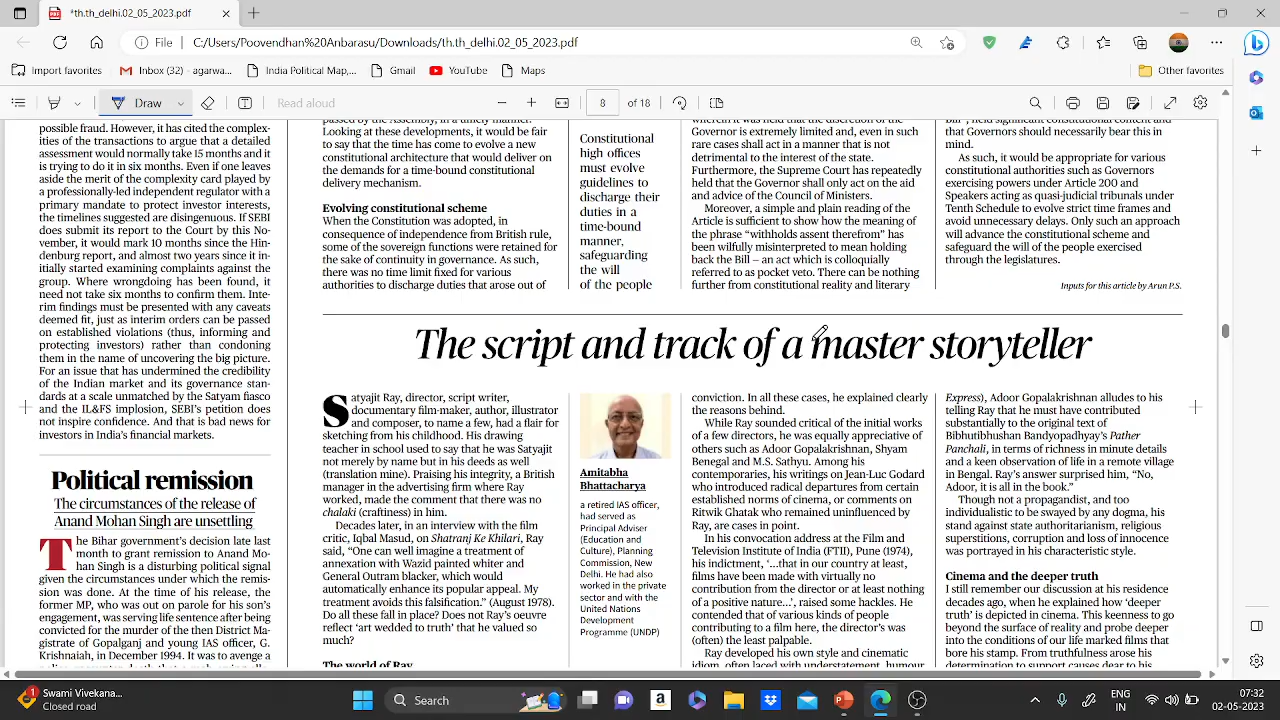 *th.th_delhi.02_05_2023.pdf
File
C:/Users/Poovendhan%20Anbarasu/Downloads/th.th_delhi.02_05_2023.pdf
Import favorites
Inbox (32) - agarwa...
India Political Map,...
Gmail
YouTube
Maps
Other favorites
Draw
Read aloud
8 of 18
possible fraud. However, it has cited the complex-
ities of the transactions to argue that a detailed
assessment would normally take 15 months and it
is trying to do it in six months. Even if one leaves
aside the merit of the complexity card played by
a professionally-led independent regulator with a
primary mandate to protect investor interests,
the timelines suggested are disingenuous. If SEBI
does submit its report to the Court by this No-
vember, it would mark 10 months since the Hin-
denburg report, and almost two years since it in-
itially started examining complaints against the
group. Where wrongdoing has been found, it
need not take six months to confirm them. Inte-
rim findings must be presented with any caveats
deemed fit, just as interim orders can be passed
on established violations (thus, informing and
protecting investors) rather than condoning
them in the name of uncovering the big picture.
For an issue that has undermined the credibility
of the Indian market and its governance stan-
dards at a scale unmatched by the Satyam fiasco
and the IL&FS implosion, SEBI's petition does
not inspire confidence. And that is bad news for
investors in India's financial markets.
Political remission
The circumstances of the release of
Anand Mohan Singh are unsettling
The Bihar government's decision late last
month to grant remission to Anand Mo-
han Singh is a disturbing political signal
given the circumstances under which the remis-
sion was done. At the time of his release, the
former MP, who was out on parole for his son's
engagement, was serving life sentence after being
convicted for the murder of the then District Ma-
gistrate of Gopalganj and young IAS officer, G.
Krishnaiah, in December 1994. It was to avenge a
passed by the Assembly, in a timely manner.
Looking at these developments, it would be fair
to say that the time has come to evolve a new
constitutional architecture that would deliver on
the demands for a time-bound constitutional
delivery mechanism.
Evolving constitutional scheme
When the Constitution was adopted, in
consequence of independence from British rule,
some of the sovereign functions were retained for
the sake of continuity in governance. As such,
there was no time limit fixed for various
authorities to discharge duties that arose out of
Constitutional
high offices
must evolve
guidelines to
discharge their
duties in a
time-bound
manner,
safeguarding
the will
of the people
wherein it was held that the discretion of the
Governor is extremely limited and, even in such
rare cases shall act in a manner that is not
detrimental to the interest of the state.
Furthermore, the Supreme Court has repeatedly
held that the Governor shall only act on the aid
and advice of the Council of Ministers.
Moreover, a simple and plain reading of the
Article is sufficient to show how the meaning of
the phrase "withholds assent therefrom" has
been wilfully misinterpreted to mean holding
back the Bill – an act which is colloquially
referred to as pocket veto. There can be nothing
further from constitutional reality and literary
Bill", held significant constitutional content and
that Governors should necessarily bear this in
mind.
As such, it would be appropriate for various
constitutional authorities such as Governors
exercising powers under Article 200 and
Speakers acting as quasi-judicial tribunals under
Tenth Schedule to evolve strict time frames and
avoid unnecessary delays. Only such an approach
will advance the constitutional scheme and
safeguard the will of the people exercised
through the legislatures.
Inputs for this article by Arun P.S.
The script and track of a master storyteller
Satyajit Ray, director, script writer,
documentary film-maker, author, illustrator
and composer, to name a few, had a flair for
sketching from his childhood. His drawing
teacher in school used to say that he was Satyajit
not merely by name but in his deeds as well
(translation mine). Praising his integrity, a British
manager in the advertising firm where Ray
worked, made the comment that there was no
chalaki (craftiness) in him.
Decades later, in an interview with the film
critic, Iqbal Masud, on Shatranj Ke Khilari, Ray
said, "One can well imagine a treatment of
annexation with Wazid painted whiter and
General Outram blacker, which would
automatically enhance its popular appeal. My
treatment avoids this falsification." (August 1978).
Do all these fall in place? Does not Ray's oeuvre
reflect 'art wedded to truth' that he valued so
much?
The world of Ray
Amitabha
Bhattacharya
a retired IAS officer,
had served as
Principal Adviser
(Education and
Culture), Planning
Commission, New
Delhi. He had also
worked in the private
sector and with the
United Nations
Development
Programme (UNDP)
conviction. In all these cases, he explained clearly
the reasons behind.
While Ray sounded critical of the initial works
of a few directors, he was equally appreciative of
others such as Adoor Gopalakrishnan, Shyam
Benegal and M.S. Sathyu. Among his
contemporaries, his writings on Jean-Luc Godard
who introduced radical departures from certain
established norms of cinema, or comments on
Ritwik Ghatak who remained uninfluenced by
Ray, are cases in point.
In his convocation address at the Film and
Television Institute of India (FTII), Pune (1974),
his indictment, '...that in our country at least,
films have been made with virtually no
contribution from the director or at least nothing
of a positive nature...', raised some hackles. He
contended that of various kinds of people
contributing to a film here, the director's was
(often) the least palpable.
Ray developed his own style and cinematic
idiom, often laced with understatement, humour
Express), Adoor Gopalakrishnan alludes to his
telling Ray that he must have contributed
substantially to the original text of
Bibhutibhushan Bandyopadhyay's Pather
Panchali, in terms of richness in minute details
and a keen observation of life in a remote village
in Bengal. Ray's answer surprised him, "No,
Adoor, it is all in the book."
Though not a propagandist, and too
individualistic to be swayed by any dogma, his
stand against state authoritarianism, religious
superstitions, corruption and loss of innocence
was portrayed in his characteristic style.
Cinema and the deeper truth
I still remember our discussion at his residence
decades ago, when he explained how 'deeper
truth' is depicted in cinema. This keenness to go
beyond the surface of reality and probe deeper
into the conditions of our life marked films that
bore his stamp. From truthfulness arose his
determination to support causes dear to his
Swami Vivekana...
Closed road
Search
ENG
IN
07:32
02-05-2023